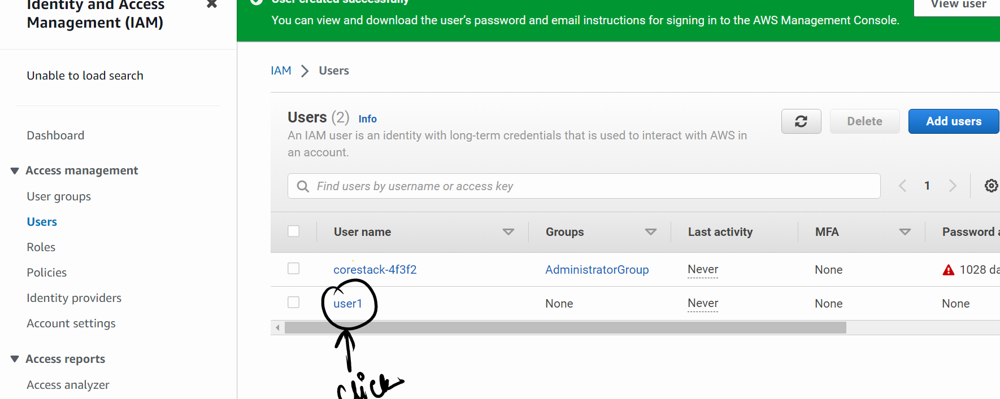 Identity and Access
Management (IAM)
Unable to load search
Dashboard
Access management
User groups
Users
Roles
Policies
Identity providers
Account settings
Access reports
Access analyzer
User created successfully
You can view and download the user's password and email instructions for signing in to the AWS Management Console.
View user
IAM > Users
Users (2) Info
An IAM user is an identity with long-term credentials that is used to interact with AWS in
an account.
Delete
Add users
Find users by username or access key
1
User name Groups Last activity MFA Password
corestack-4f3f2 AdministratorGroup Never None 1028 da
user1 None Never None None
click